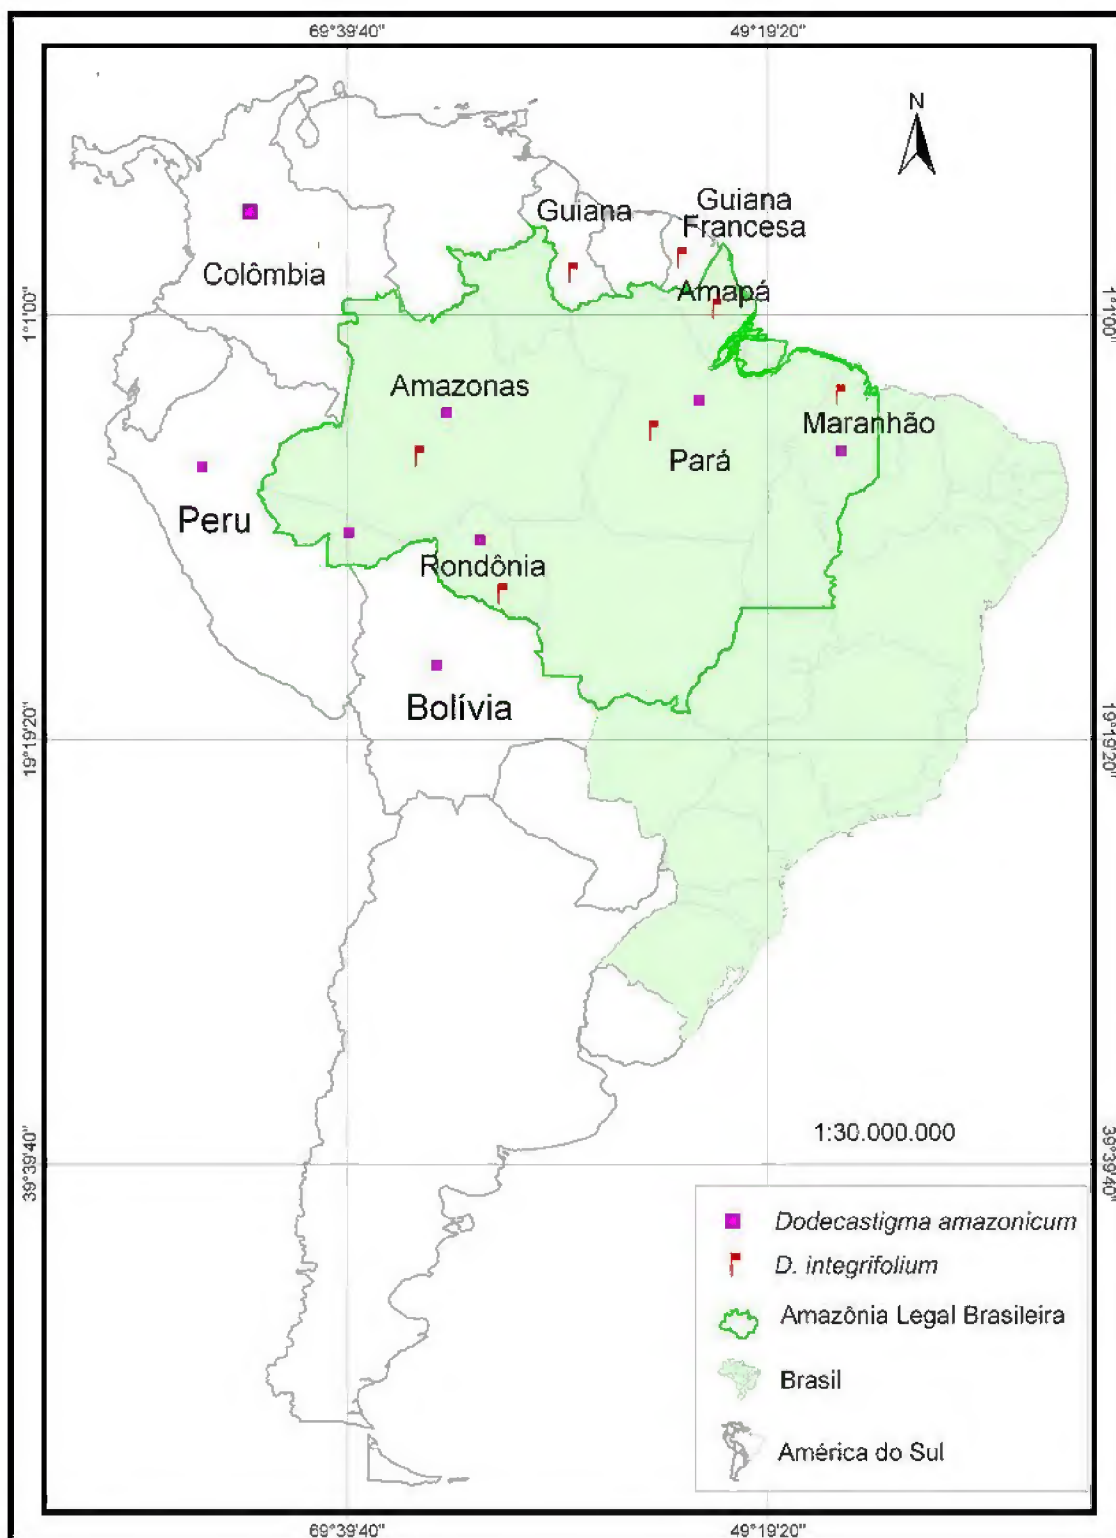 69°39'40"
49°19'20"
N
Guiana
Guiana
Francesa
Colômbia
Amapá
1°1'00"
1°1'00"
Amazonas
Maranhão
Pará
Peru
Rondônia
Bolívia
19°19'20"
19°19'20"
1:30.000.000
39°39'40"
39°39'40"
Dodecastigma amazonicum
D. integrifolium
Amazônia Legal Brasileira
Brasil
América do Sul
69°39'40"
49°19'20"